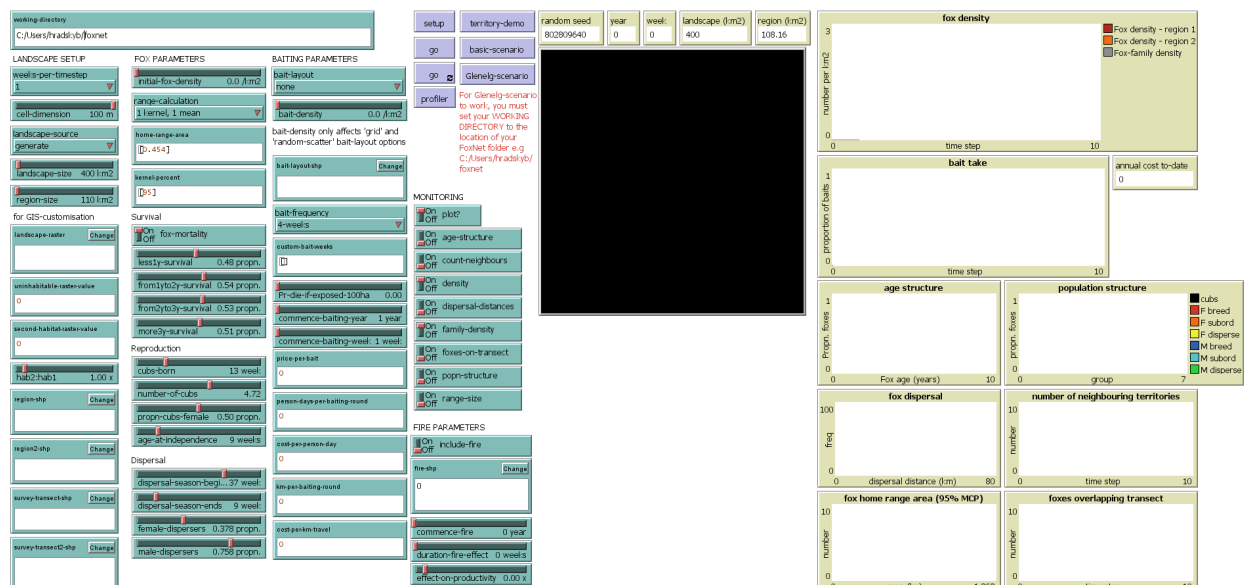 working-directory
C:/Users/hradskyb/foxnet
LANDSCAPE SETUP
weeks-per-timestep
1
cell-dimension 100 m
landscape-source
generate
landscape-size 400 km2
region-size 110 km2
for GIS-customisation
landscape-raster Change
uninhabitable-raster-value
0
second-habitat-raster-value
0
hab2:hab1 1.00 x
region-shp Change
region2-shp Change
survey-transect-shp Change
survey-transect2-shp Change
FOX PARAMETERS
initial-fox-density 0.0 /km2
range-calculation
1 kernel, 1 mean
home-range-area
[0.454]
kernel-percent
[95]
Survival
On
Off
fox-mortality
less1y-survival 0.48 propn.
from1yto2y-survival 0.54 propn.
from2yto3y-survival 0.53 propn.
more3y-survival 0.51 propn.
Reproduction
cubs-born 13 week
number-of-cubs 4.72
propn-cubs-female 0.50 propn.
age-at-independence 9 weeks
Dispersal
dispersal-season-begi... 37 week
dispersal-season-ends 9 week
female-dispersers 0.378 propn.
male-dispersers 0.758 propn.
BAITING PARAMETERS
bait-layout
none
bait-density 0.0 /km2
bait-density only affects 'grid' and
'random-scatter' bait-layout options
bait-layout-shp Change
bait-frequency
4-weeks
custom-bait-weeks
[]
Pr-die-if-exposed-100ha 0.00
commence-baiting-year 1 year
commence-baiting-week 1 week
price-per-bait
0
person-days-per-baiting-round
0
cost-per-person-day
0
km-per-baiting-round
0
cost-per-km-travel
0
setup
territory-demo
go
basic-scenario
go
Glenelg-scenario
profiler
For Glenelg-scenario
to work, you must
set your WORKING
DIRECTORY to the
location of your
FoxNet folder e.g
C:/Users/hradskyb/
foxnet
MONITORING
On
Off
plot?
On
Off
age-structure
On
Off
count-neighbours
On
Off
density
On
Off
dispersal-distances
On
Off
family-density
On
Off
foxes-on-transect
On
Off
popn-structure
On
Off
range-size
FIRE PARAMETERS
On
Off
include-fire
fire-shp Change
0
commence-fire 0 year
duration-fire-effect 0 weeks
effect-on-productivity 0.00 x
random seed
802809640
year
0
week
0
landscape (km2)
400
region (km2)
108.16
fox density
number per km2
3
0
time step
10
Fox density - region 1
Fox density - region 2
Fox-family density
bait take
proportion of baits
1
0
0
time step
10
annual cost to-date
0
age structure
Propn. foxes
1
0
0
Fox age (years)
10
population structure
propn. foxes
1
0
0
group
7
cubs
F breed
F subord
F disperse
M breed
M subord
M disperse
fox dispersal
freq
100
0
0
dispersal distance (km)
80
number of neighbouring territories
number
10
0
0
time step
10
fox home range area (95% MCP)
number
10
0
foxes overlapping transect
number
10
0